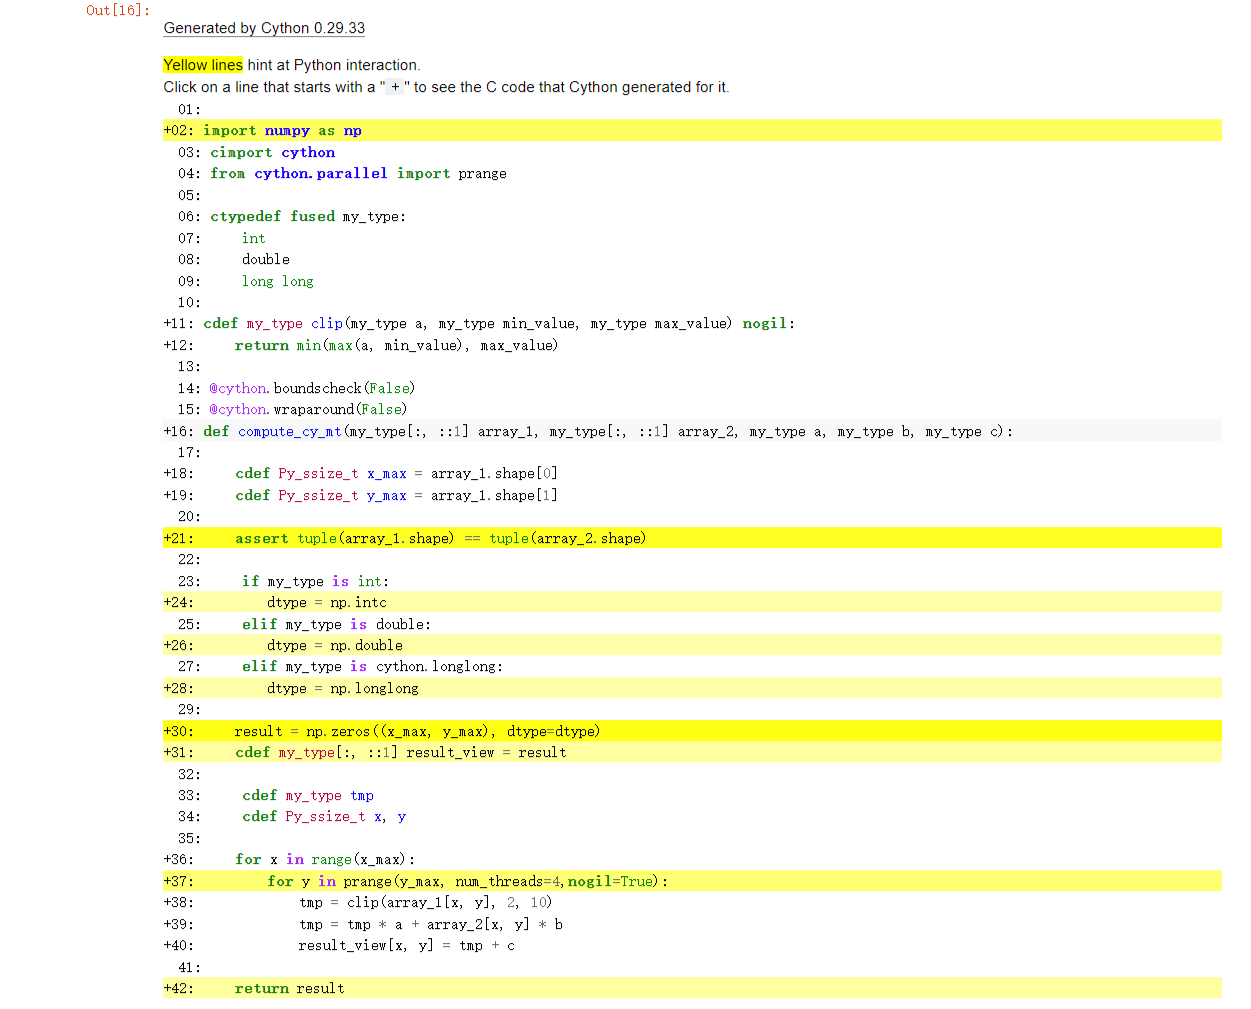 Out[16]:
Generated by Cython 0.29.33
Yellow lines hint at Python interaction.
Click on a line that starts with a "+" to see the C code that Cython generated for it.
 01:
+02: import numpy as np
 03: cimport cython
 04: from cython.parallel import prange
 05:
 06: ctypedef fused my_type:
 07:     int
 08:     double
 09:     long long
 10:
+11: cdef my_type clip(my_type a, my_type min_value, my_type max_value) nogil:
+12:     return min(max(a, min_value), max_value)
 13:
 14: @cython.boundscheck(False)
 15: @cython.wraparound(False)
+16: def compute_cy_mt(my_type[:, ::1] array_1, my_type[:, ::1] array_2, my_type a, my_type b, my_type c):
 17:
+18:     cdef Py_ssize_t x_max = array_1.shape[0]
+19:     cdef Py_ssize_t y_max = array_1.shape[1]
 20:
+21:     assert tuple(array_1.shape) == tuple(array_2.shape)
 22:
 23:     if my_type is int:
+24:         dtype = np.intc
 25:     elif my_type is double:
+26:         dtype = np.double
 27:     elif my_type is cython.longlong:
+28:         dtype = np.longlong
 29:
+30:     result = np.zeros((x_max, y_max), dtype=dtype)
+31:     cdef my_type[:, ::1] result_view = result
 32:
 33:     cdef my_type tmp
 34:     cdef Py_ssize_t x, y
 35:
+36:     for x in range(x_max):
+37:         for y in prange(y_max, num_threads=4,nogil=True):
+38:             tmp = clip(array_1[x, y], 2, 10)
+39:             tmp = tmp * a + array_2[x, y] * b
+40:             result_view[x, y] = tmp + c
 41:
+42:     return result